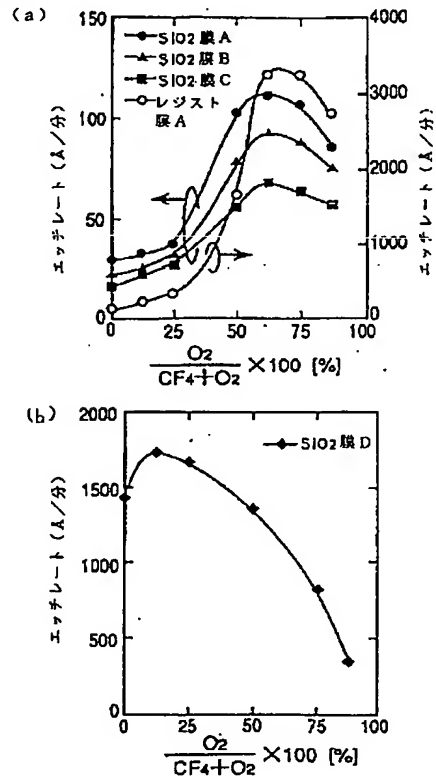 (a)
SiO2膜A
SiO2膜B
SiO2膜C
レジスト
膜A
150
100
50
0
4000
3000
2000
1000
0
エッチレート(Å/分)
エッチレート(Å/分)
0 25 50 75 100
O2
CF4+O2 ×100 [%]
(b)
SiO2膜D
2000
1500
1000
500
0
エッチレート(Å/分)
0 25 50 75 100
O2
CF4+O2 ×100 [%]